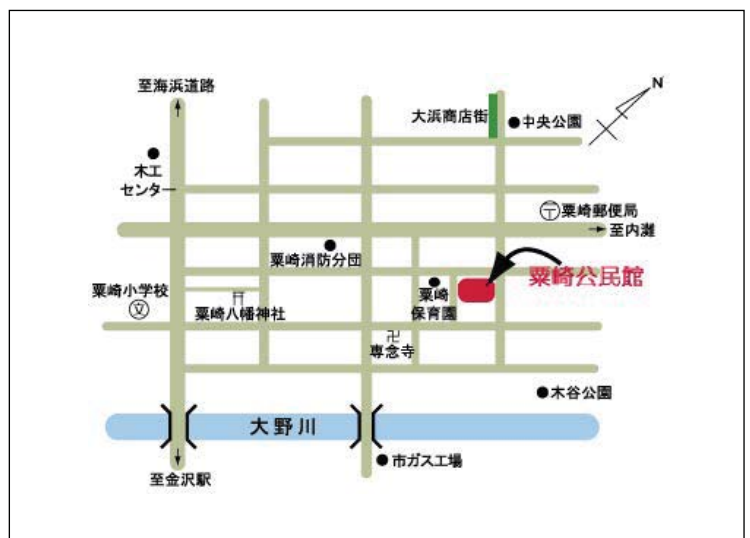 至海浜道路
大浜商店街
中央公園
N
木工
センター
〒粟崎郵便局
至内灘
粟崎消防分団
粟崎公民館
粟崎小学校
文
粟崎八幡神社
粟崎
保育園
卍
専念寺
木谷公園
大野川
市ガス工場
至金沢駅